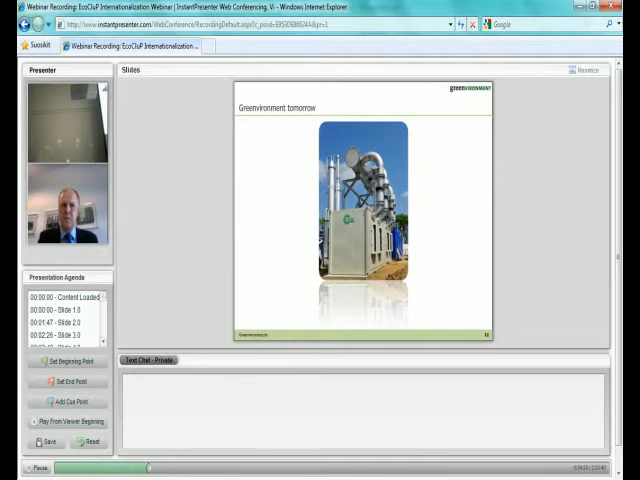 Webinar Recording: EcoCluP Internationalization Webinar | InstantPresenter Web Conferencing, Vi - Windows Internet Explorer
Google
Suosikit
Webinar Recording: EcoCluP Internationalization ...
Presenter
Slides
Maximize
greenvironment
Greenvironment tomorrow
Presentation Agenda
00:00:00 - Content Loaded
00:00:00 - Slide 1.0
00:01:47 - Slide 2.0
00:02:26 - Slide 3.0
Set Beginning Point
Set End Point
Add Cue Point
Play From Viewer Beginning
Save
Reset
Text Chat - Private
Pause